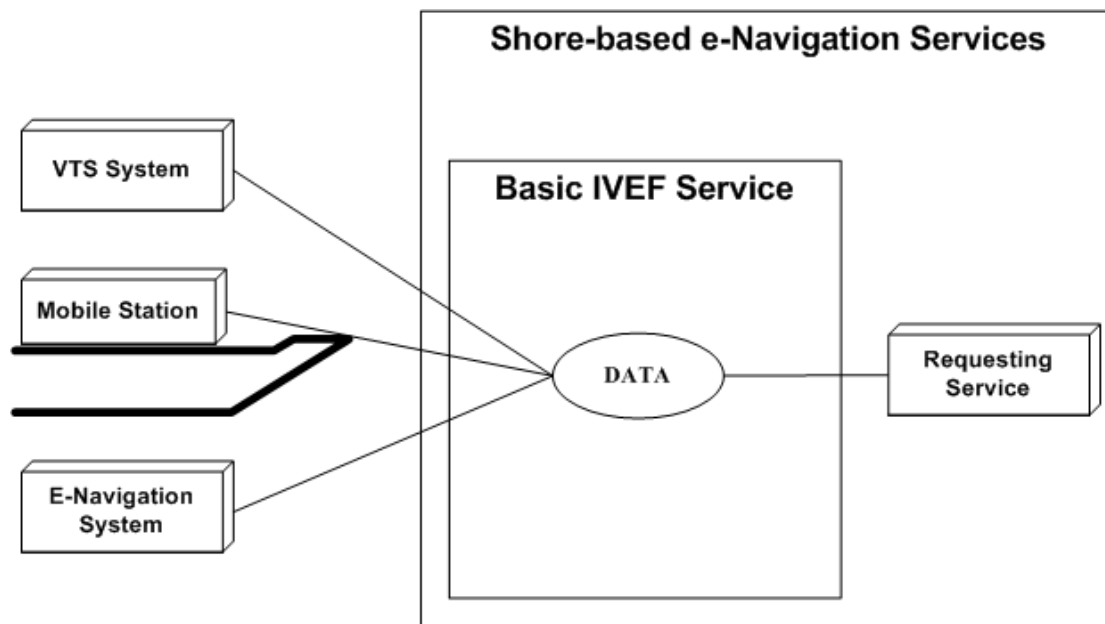 Shore-based e-Navigation Services
VTS System
Basic IVEF Service
Mobile Station
DATA
Requesting
Service
E-Navigation
System